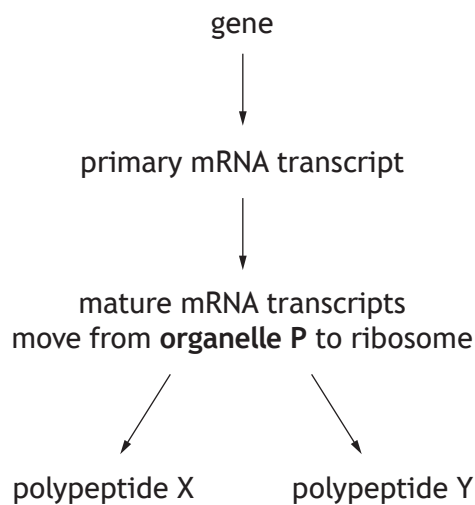 gene
primary mRNA transcript
mature mRNA transcripts
move from organelle P to ribosome
polypeptide X
polypeptide Y